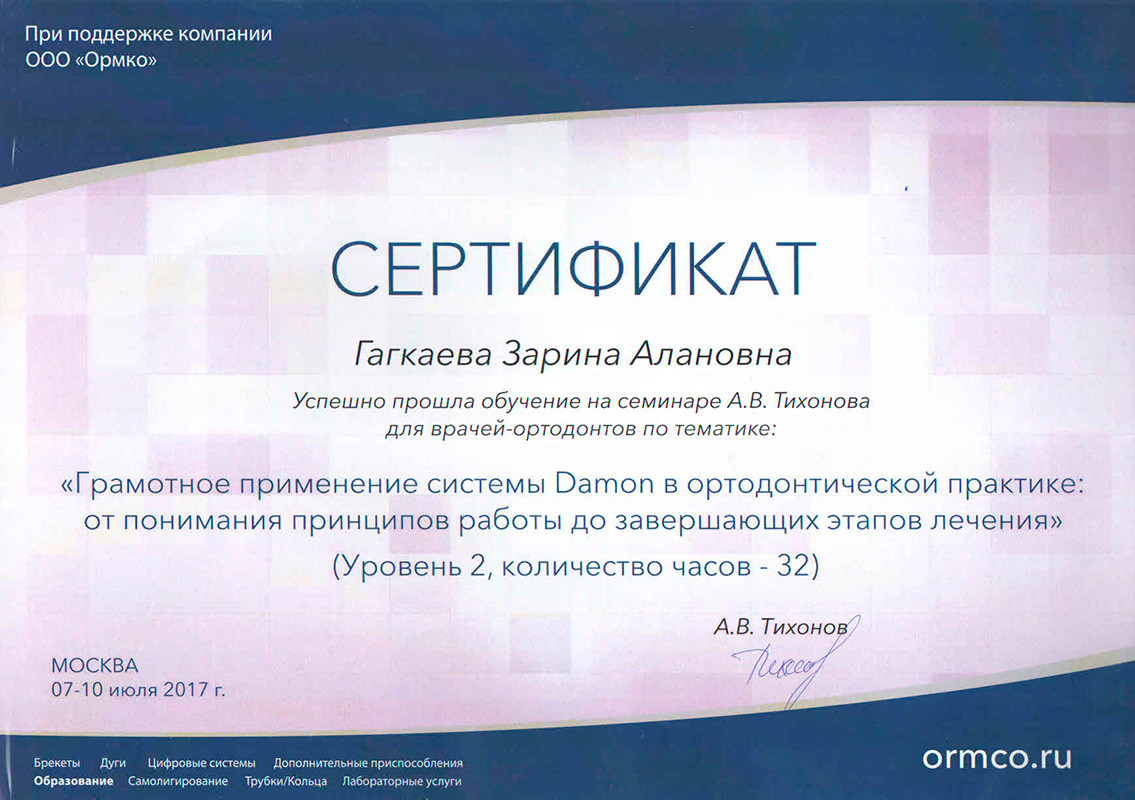 При поддержке компании
ООО «Ормко»
СЕРТИФИКАТ
Гагкаева Зарина Алановна
Успешно прошла обучение на семинаре А.В. Тихонова
для врачей-ортодонтов по тематике:
«Грамотное применение системы Damon в ортодонтической практике:
от понимания принципов работы до завершающих этапов лечения»
(Уровень 2, количество часов - 32)
А.В. Тихонов
МОСКВА
07-10 июля 2017 г.
Брекеты Дуги Цифровые системы Дополнительные приспособления
Образование Самолигирование Трубки/Кольца Лабораторные услуги
ormco.ru